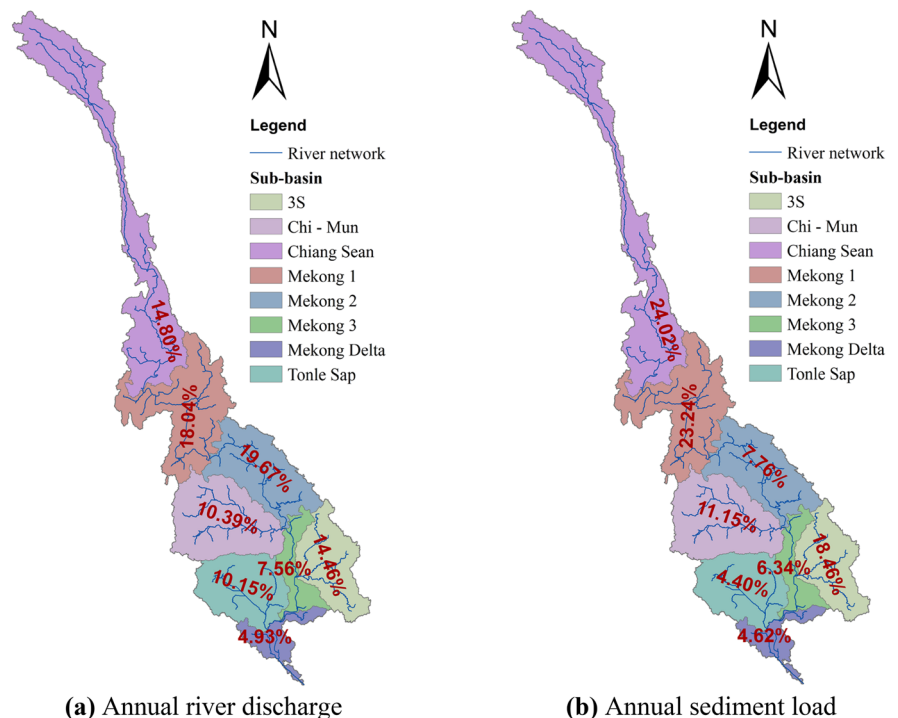 N
Legend
River network
Sub-basin
3S
Chi - Mun
Chiang Sean
Mekong 1
Mekong 2
Mekong 3
Mekong Delta
Tonle Sap
14.80%
18.04%
19.67%
10.39%
14.46%
7.56%
10.15%
4.93%
(a) Annual river discharge
N
Legend
River network
Sub-basin
3S
Chi - Mun
Chiang Sean
Mekong 1
Mekong 2
Mekong 3
Mekong Delta
Tonle Sap
24.02%
23.24%
7.76%
11.15%
18.46%
6.34%
4.40%
4.62%
(b) Annual sediment load